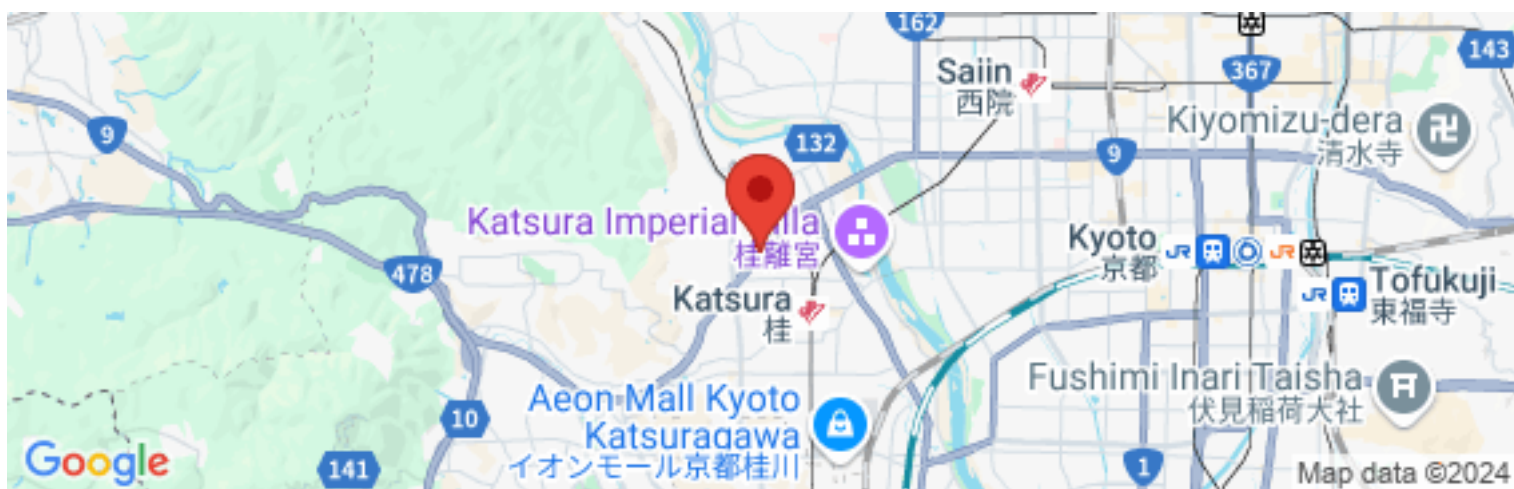 162
143
Saiin
西院
367
Kiyomizu-dera
清水寺
9
132
9
Katsura Imperial Villa
桂離宮
Kyoto
京都
JR
JR
478
Katsura
桂
JR
Tofukuji
東福寺
Fushimi Inari Taisha
伏見稲荷大社
Aeon Mall Kyoto
Katsuragawa
イオンモール京都桂川
10
141
1
Google
Map data ©2024